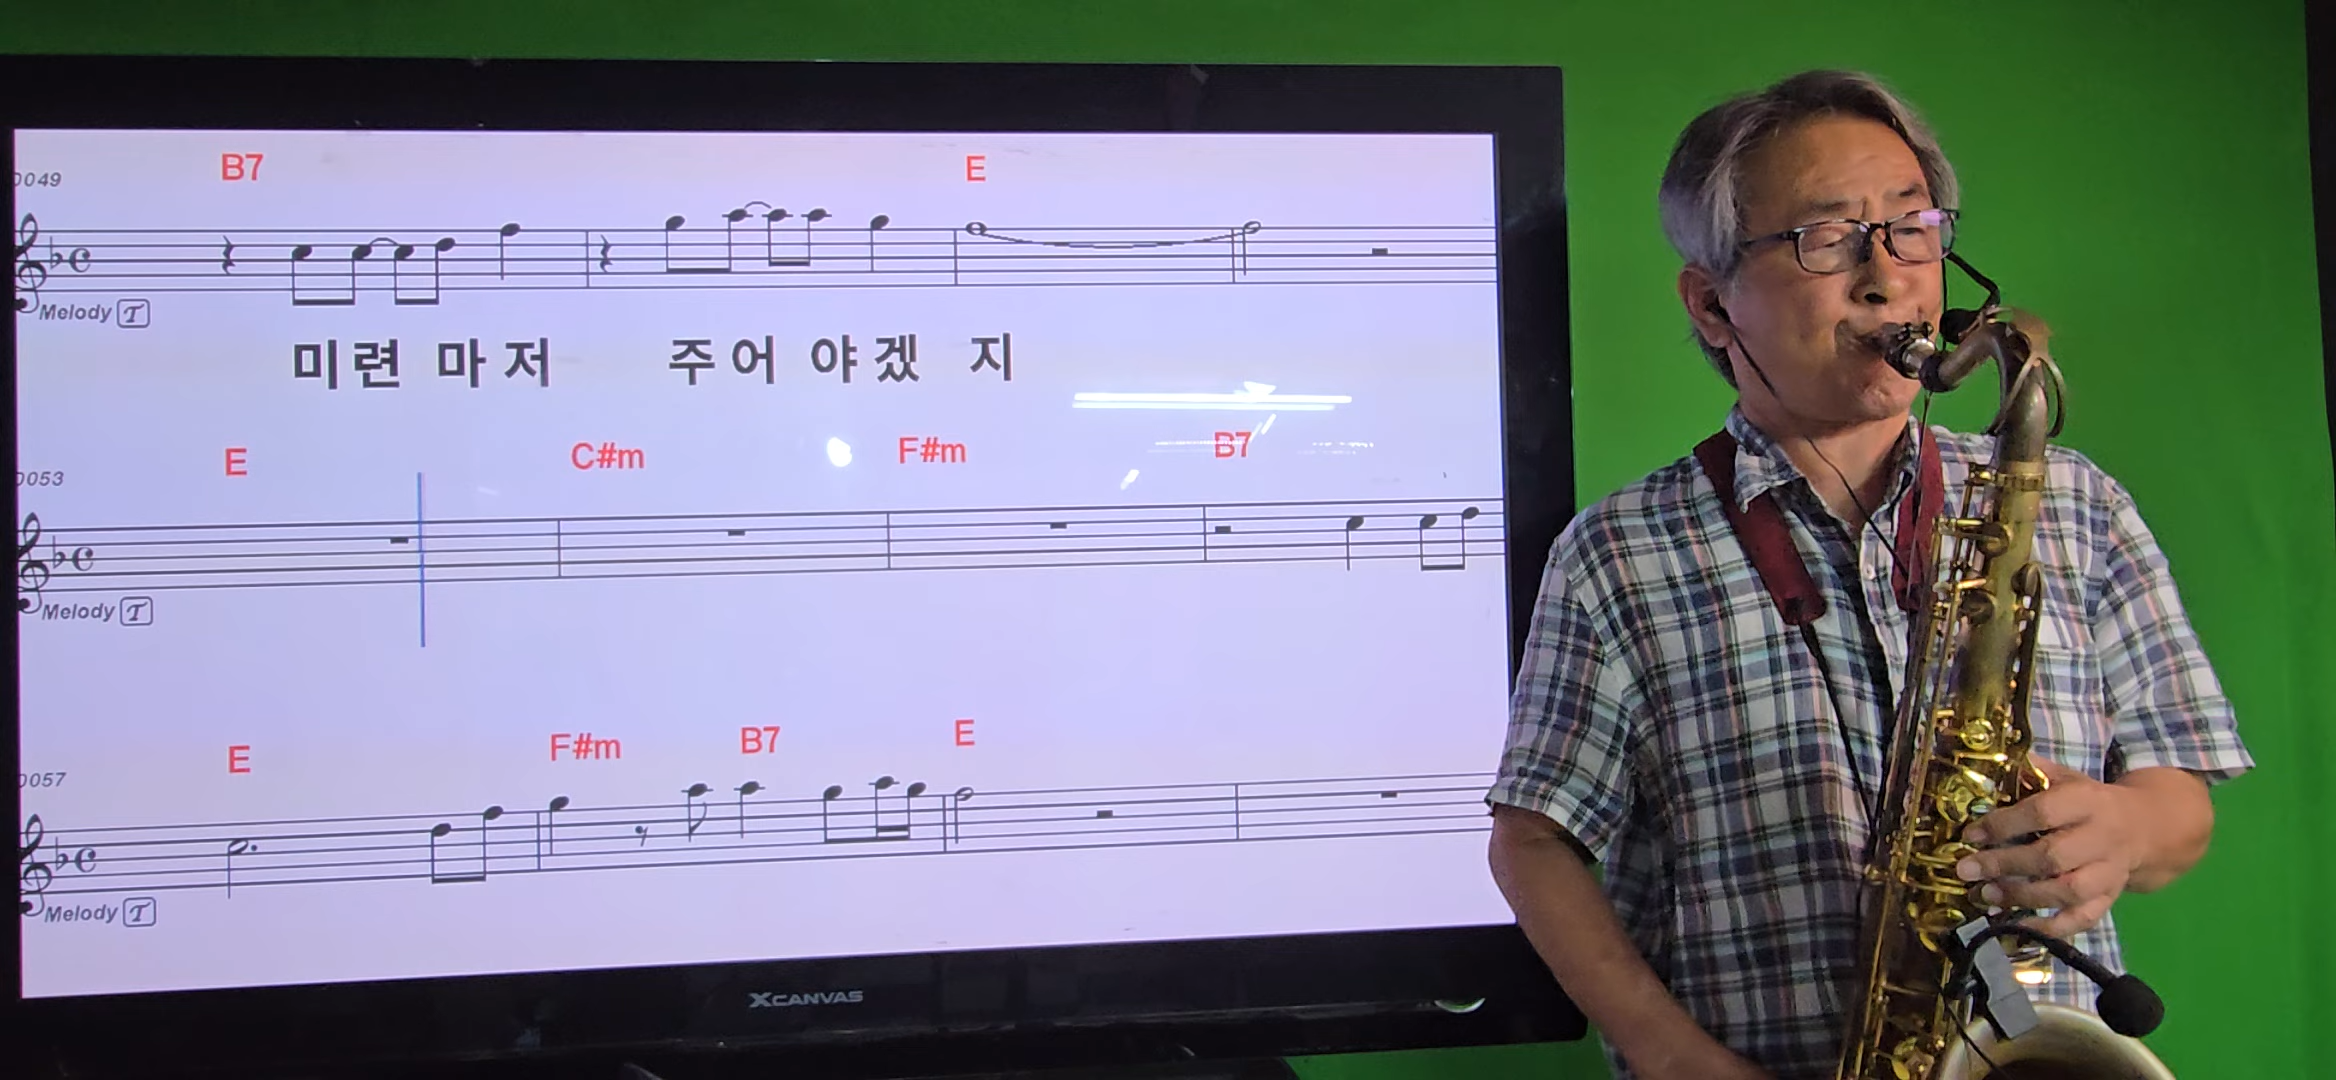 B7 E
0049
Melody T
미련 마저 주어 야겠 지
E C#m F#m B7
0053
Melody T
E F#m B7 E
0057
Melody T
XCANVAS